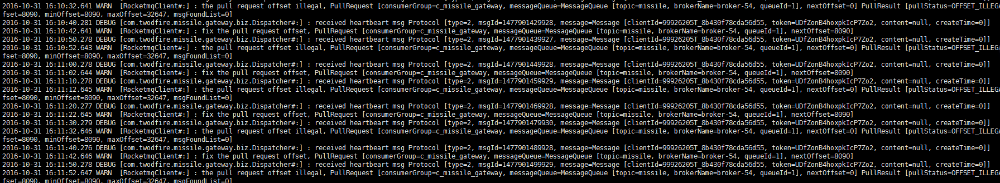 2016-10-31 16:10:32.641 WARN  [RocketmqClient#:] : the pull request offset illegal, PullRequest [consumerGroup=c_missile_gateway, messageQueue=MessageQueue [topic=missile, brokerName=broker-54, queueId=1], nextOffset=0] PullResult [pullStatus=OFFSET_ILLEGA
fset=8090, minOffset=8090, maxOffset=32647, msgFoundList=0]
2016-10-31 16:10:40.281 DEBUG [com.twodfire.missile.gateway.biz.Dispatcher#:] : received heartbeart msg Protocol [type=2, msgId=1477901429928, message=Message [clientId=99926205T_8b430f78cda56d55, token=UDfZonB4hoxpkIcP7Zo2, content=null, createTime=0]]
2016-10-31 16:10:42.641 WARN  [RocketmqClient#:] : fix the pull request offset, PullRequest [consumerGroup=c_missile_gateway, messageQueue=MessageQueue [topic=missile, brokerName=broker-54, queueId=1], nextOffset=8090]
2016-10-31 16:10:50.278 DEBUG [com.twodfire.missile.gateway.biz.Dispatcher#:] : received heartbeart msg Protocol [type=2, msgId=1477901439927, message=Message [clientId=99926205T_8b430f78cda56d55, token=UDfZonB4hoxpkIcP7Zo2, content=null, createTime=0]]
2016-10-31 16:10:52.643 WARN  [RocketmqClient#:] : the pull request offset illegal, PullRequest [consumerGroup=c_missile_gateway, messageQueue=MessageQueue [topic=missile, brokerName=broker-54, queueId=1], nextOffset=0] PullResult [pullStatus=OFFSET_ILLEGA
fset=8090, minOffset=8090, maxOffset=32647, msgFoundList=0]
2016-10-31 16:11:00.278 DEBUG [com.twodfire.missile.gateway.biz.Dispatcher#:] : received heartbeart msg Protocol [type=2, msgId=1477901449928, message=Message [clientId=99926205T_8b430f78cda56d55, token=UDfZonB4hoxpkIcP7Zo2, content=null, createTime=0]]
2016-10-31 16:11:02.644 WARN  [RocketmqClient#:] : fix the pull request offset, PullRequest [consumerGroup=c_missile_gateway, messageQueue=MessageQueue [topic=missile, brokerName=broker-54, queueId=1], nextOffset=8090]
2016-10-31 16:11:10.278 DEBUG [com.twodfire.missile.gateway.biz.Dispatcher#:] : received heartbeart msg Protocol [type=2, msgId=1477901459929, message=Message [clientId=99926205T_8b430f78cda56d55, token=UDfZonB4hoxpkIcP7Zo2, content=null, createTime=0]]
2016-10-31 16:11:12.645 WARN  [RocketmqClient#:] : the pull request offset illegal, PullRequest [consumerGroup=c_missile_gateway, messageQueue=MessageQueue [topic=missile, brokerName=broker-54, queueId=1], nextOffset=0] PullResult [pullStatus=OFFSET_ILLEGA
fset=8090, minOffset=8090, maxOffset=32647, msgFoundList=0]
2016-10-31 16:11:20.277 DEBUG [com.twodfire.missile.gateway.biz.Dispatcher#:] : received heartbeart msg Protocol [type=2, msgId=1477901469928, message=Message [clientId=99926205T_8b430f78cda56d55, token=UDfZonB4hoxpkIcP7Zo2, content=null, createTime=0]]
2016-10-31 16:11:22.645 WARN  [RocketmqClient#:] : fix the pull request offset, PullRequest [consumerGroup=c_missile_gateway, messageQueue=MessageQueue [topic=missile, brokerName=broker-54, queueId=1], nextOffset=8090]
2016-10-31 16:11:30.279 DEBUG [com.twodfire.missile.gateway.biz.Dispatcher#:] : received heartbeart msg Protocol [type=2, msgId=1477901479930, message=Message [clientId=99926205T_8b430f78cda56d55, token=UDfZonB4hoxpkIcP7Zo2, content=null, createTime=0]]
2016-10-31 16:11:32.646 WARN  [RocketmqClient#:] : the pull request offset illegal, PullRequest [consumerGroup=c_missile_gateway, messageQueue=MessageQueue [topic=missile, brokerName=broker-54, queueId=1], nextOffset=0] PullResult [pullStatus=OFFSET_ILLEGA
fset=8090, minOffset=8090, maxOffset=32647, msgFoundList=0]
2016-10-31 16:11:40.276 DEBUG [com.twodfire.missile.gateway.biz.Dispatcher#:] : received heartbeart msg Protocol [type=2, msgId=1477901489928, message=Message [clientId=99926205T_8b430f78cda56d55, token=UDfZonB4hoxpkIcP7Zo2, content=null, createTime=0]]
2016-10-31 16:11:42.646 WARN  [RocketmqClient#:] : fix the pull request offset, PullRequest [consumerGroup=c_missile_gateway, messageQueue=MessageQueue [topic=missile, brokerName=broker-54, queueId=1], nextOffset=8090]
2016-10-31 16:11:50.278 DEBUG [com.twodfire.missile.gateway.biz.Dispatcher#:] : received heartbeart msg Protocol [type=2, msgId=1477901499929, message=Message [clientId=99926205T_8b430f78cda56d55, token=UDfZonB4hoxpkIcP7Zo2, content=null, createTime=0]]
2016-10-31 16:11:52.647 WARN  [RocketmqClient#:] : the pull request offset illegal, PullRequest [consumerGroup=c_missile_gateway, messageQueue=MessageQueue [topic=missile, brokerName=broker-54, queueId=1], nextOffset=0] PullResult [pullStatus=OFFSET_ILLEGA
fset=8090, minOffset=8090, maxOffset=32647, msgFoundList=0]